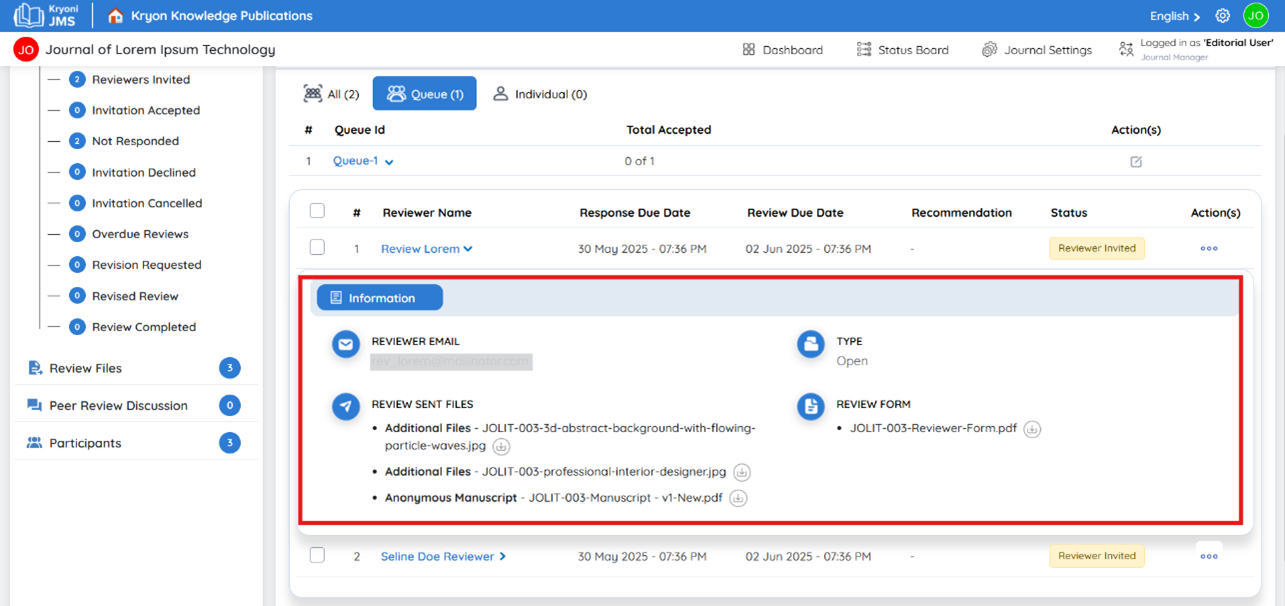 Kryoni JMS
Kryon Knowledge Publications
English
JO
JO
Journal of Lorem Ipsum Technology
Dashboard
Status Board
Journal Settings
Logged in as 'Editorial User'
Journal Manager
2 Reviewers Invited
0 Invitation Accepted
2 Not Responded
0 Invitation Declined
0 Invitation Cancelled
0 Overdue Reviews
0 Revision Requested
0 Revised Review
0 Review Completed
Review Files 3
Peer Review Discussion 0
Participants 3
All (2)
Queue (1)
Individual (0)
# Queue Id Total Accepted Action(s)
1 Queue-1 0 of 1
# Reviewer Name Response Due Date Review Due Date Recommendation Status Action(s)
1 Review Lorem 30 May 2025 - 07:36 PM 02 Jun 2025 - 07:36 PM - Reviewer Invited
Information
REVIEWER EMAIL
rev_lorem@mailinator.com
TYPE
Open
REVIEW SENT FILES
• Additional Files - JOLIT-003-3d-abstract-background-with-flowing-
particle-waves.jpg
• Additional Files - JOLIT-003-professional-interior-designer.jpg
• Anonymous Manuscript - JOLIT-003-Manuscript - v1-New.pdf
REVIEW FORM
• JOLIT-003-Reviewer-Form.pdf
2 Seline Doe Reviewer 30 May 2025 - 07:36 PM 02 Jun 2025 - 07:36 PM - Reviewer Invited